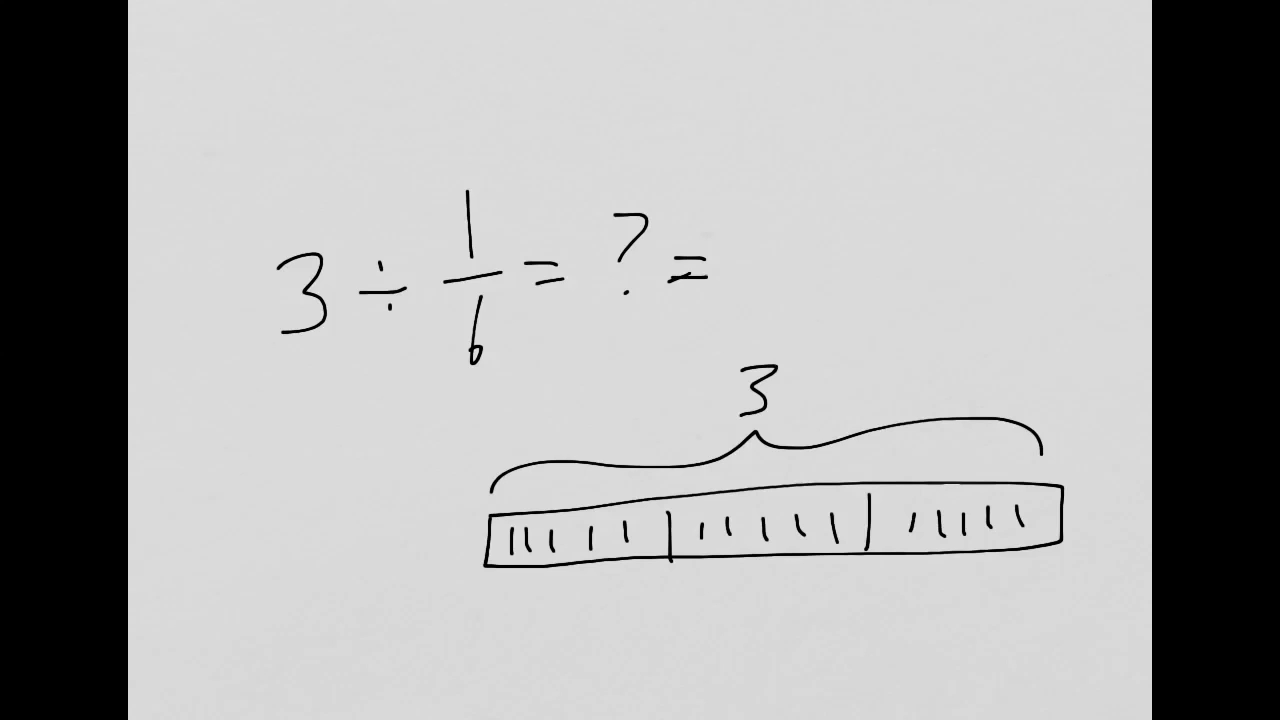 3 ÷ 1/6 = ? =
3